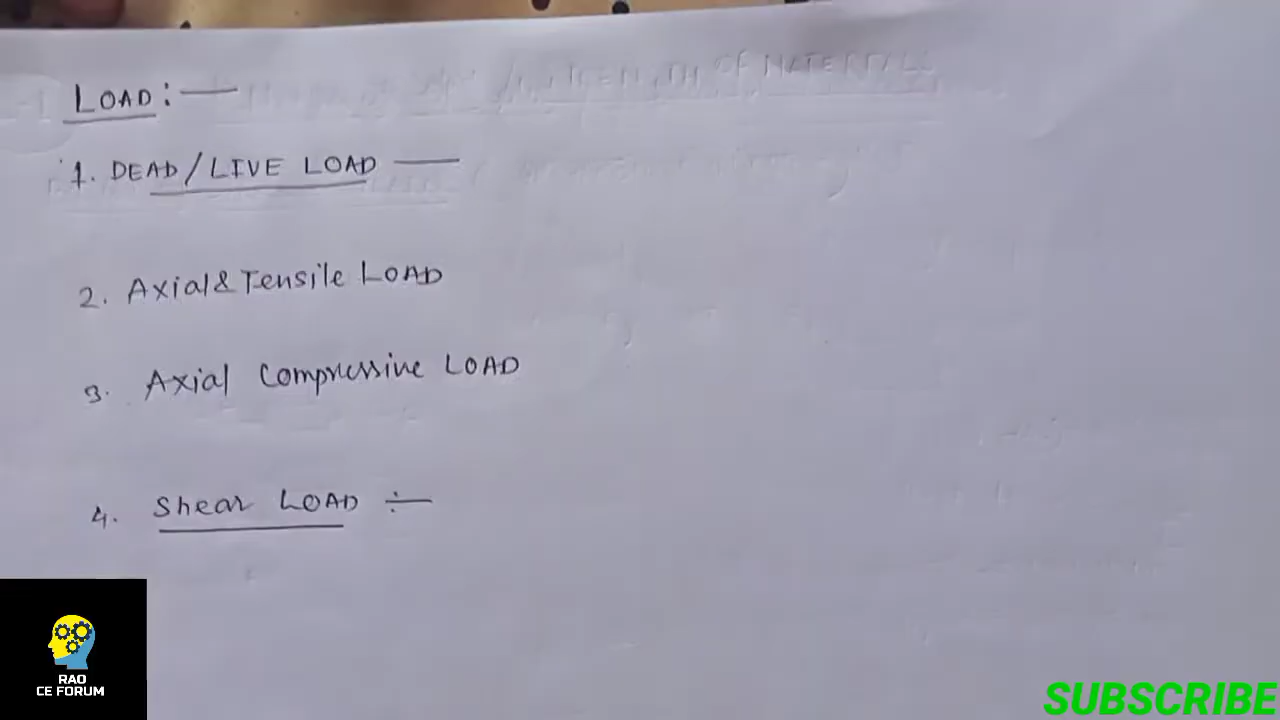 LOAD :—
1. DEAD/LIVE LOAD —
2. Axial & Tensile LOAD
3. Axial Compressive LOAD
4. Shear LOAD ÷
RAO
CE FORUM
SUBSCRIBE